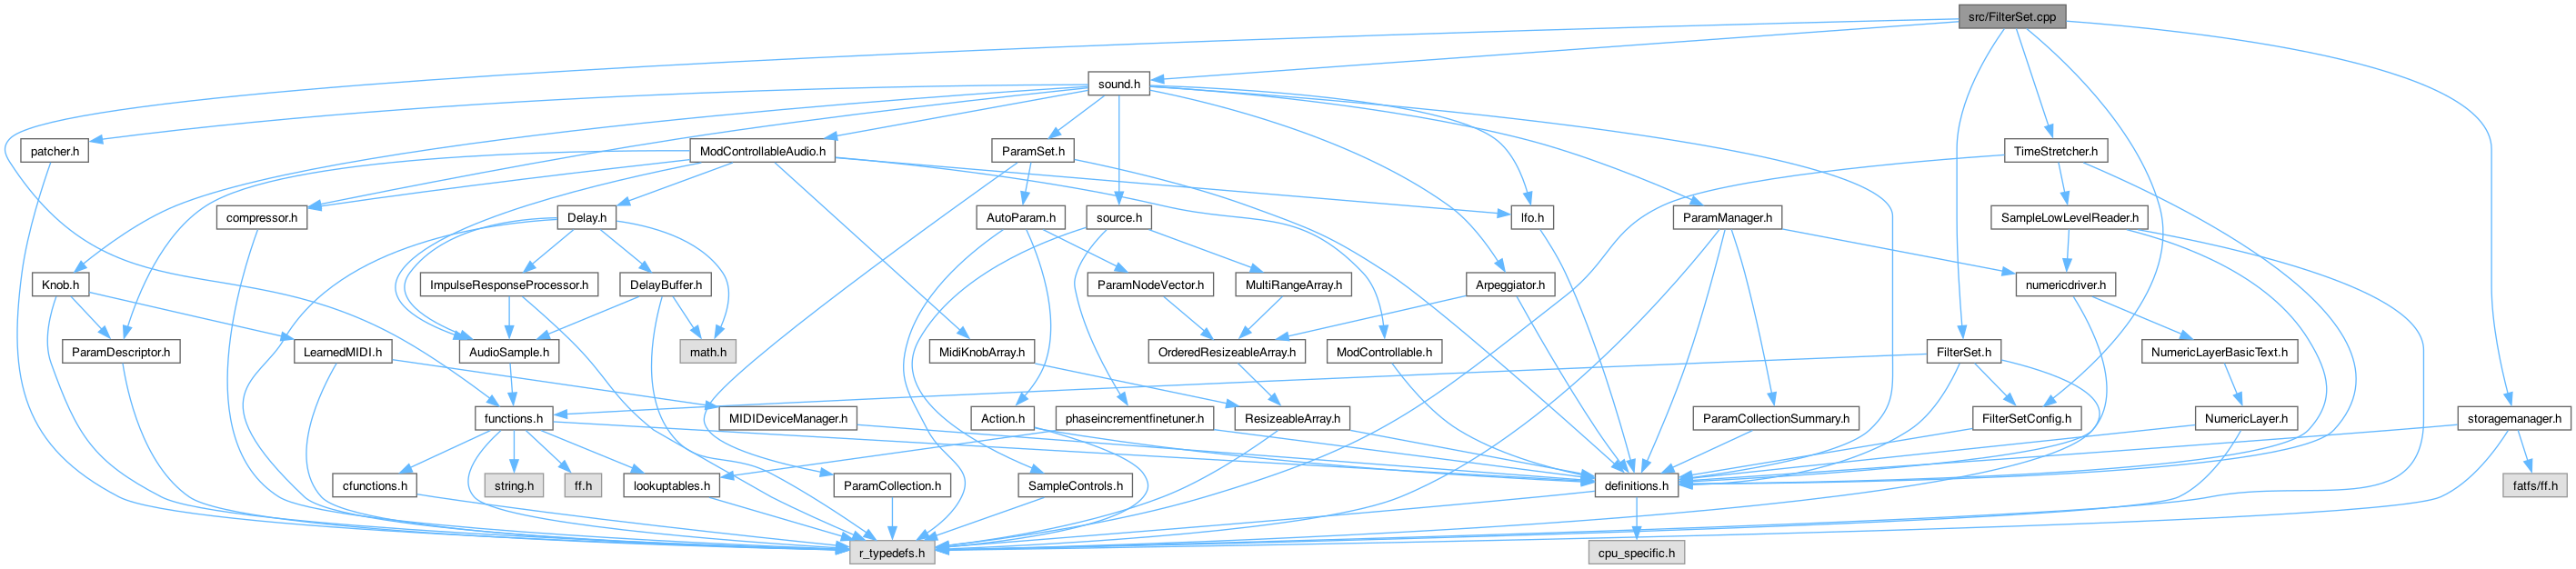 src/FilterSet.cpp
sound.h
patcher.h
ModControllableAudio.h
ParamSet.h
TimeStretcher.h
compressor.h
Delay.h
AutoParam.h
source.h
lfo.h
ParamManager.h
SampleLowLevelReader.h
Knob.h
ImpulseResponseProcessor.h
DelayBuffer.h
ParamNodeVector.h
MultiRangeArray.h
Arpeggiator.h
numericdriver.h
ParamDescriptor.h
LearnedMIDI.h
AudioSample.h
math.h
MidiKnobArray.h
OrderedResizeableArray.h
ModControllable.h
FilterSet.h
NumericLayerBasicText.h
functions.h
MIDIDeviceManager.h
Action.h
phaseincrementfinetuner.h
ResizeableArray.h
ParamCollectionSummary.h
FilterSetConfig.h
NumericLayer.h
storagemanager.h
cfunctions.h
string.h
ff.h
lookuptables.h
ParamCollection.h
SampleControls.h
definitions.h
fatfs/ff.h
r_typedefs.h
cpu_specific.h